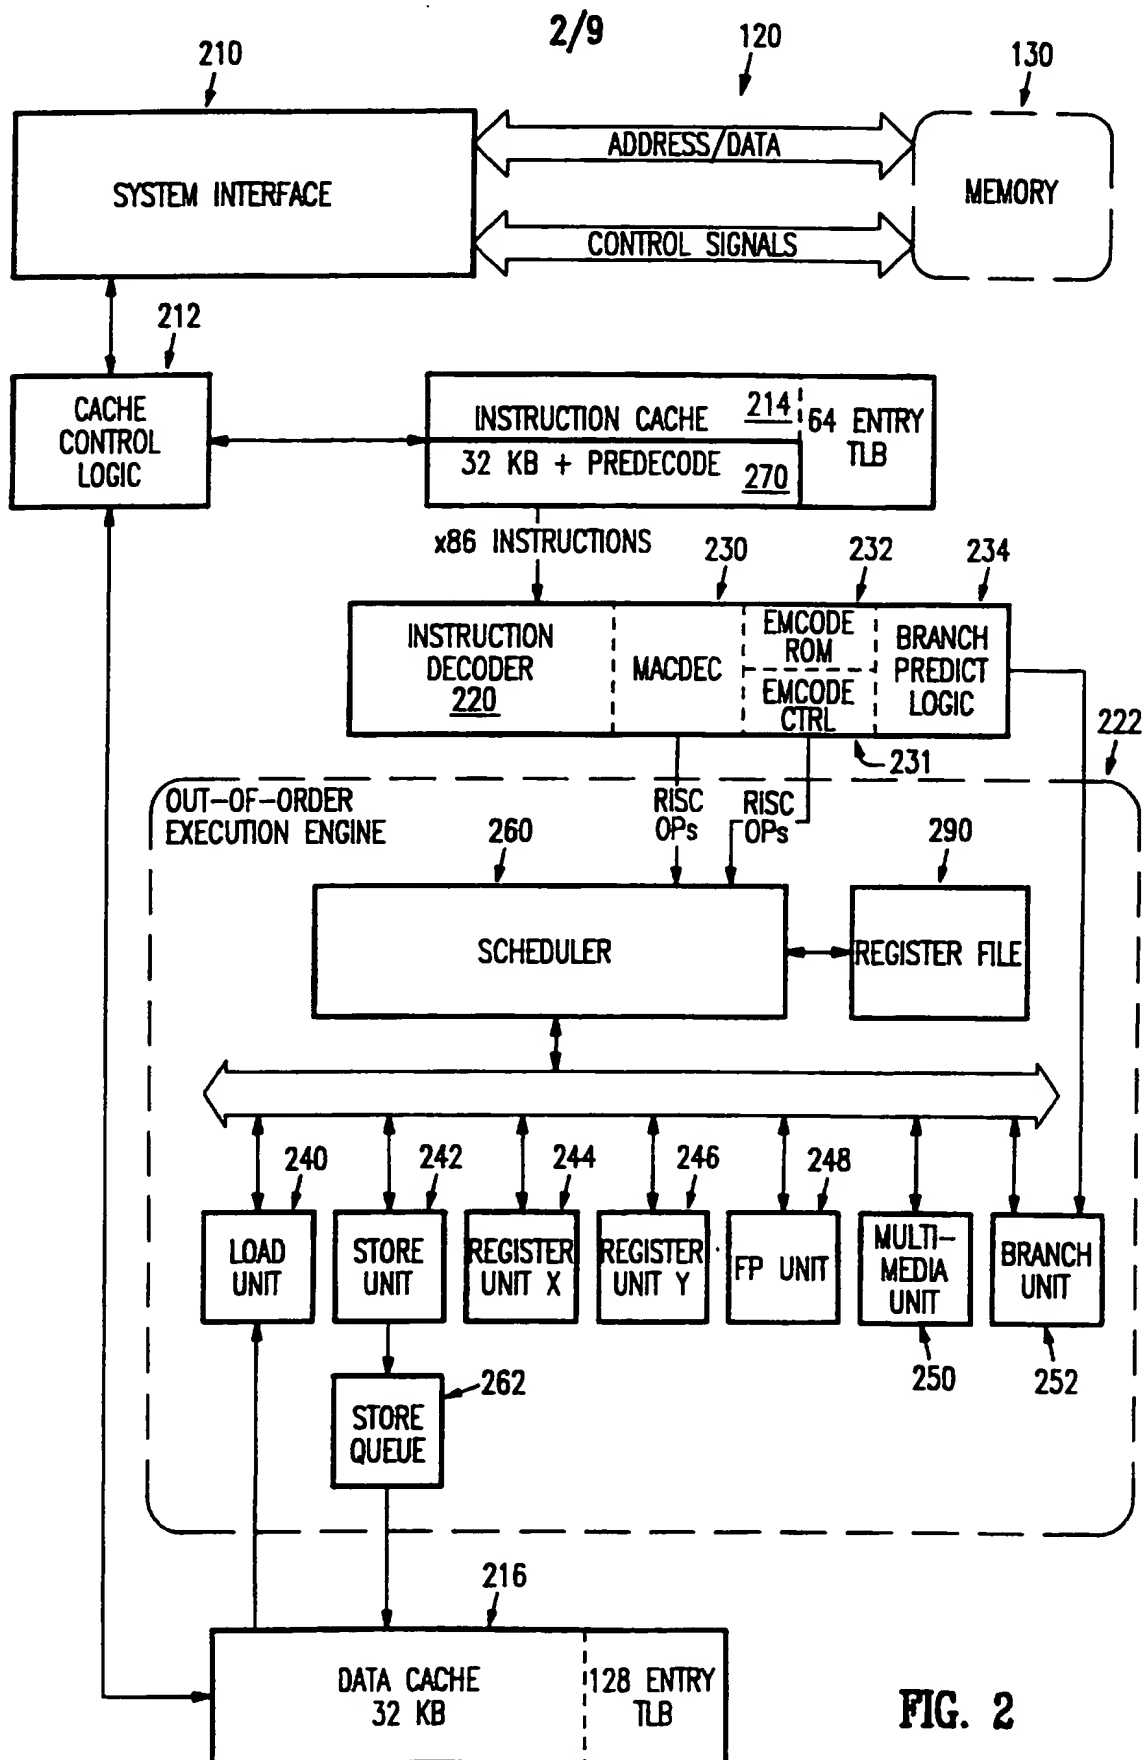 2/9
210
120
130
SYSTEM INTERFACE
ADDRESS/DATA
CONTROL SIGNALS
MEMORY
212
CACHE
CONTROL
LOGIC
INSTRUCTION CACHE 214
32 KB + PREDECODE 270
64 ENTRY
TLB
x86 INSTRUCTIONS
230
232
234
INSTRUCTION
DECODER
220
MACDEC
EMCODE
ROM
EMCODE
CTRL
BRANCH
PREDICT
LOGIC
231
222
OUT-OF-ORDER
EXECUTION ENGINE
RISC
OPs
RISC
OPs
260
290
SCHEDULER
REGISTER FILE
240
242
244
246
248
LOAD
UNIT
STORE
UNIT
REGISTER
UNIT X
REGISTER
UNIT Y
FP UNIT
MULTI-
MEDIA
UNIT
BRANCH
UNIT
250
252
262
STORE
QUEUE
216
DATA CACHE
32 KB
128 ENTRY
TLB
FIG. 2